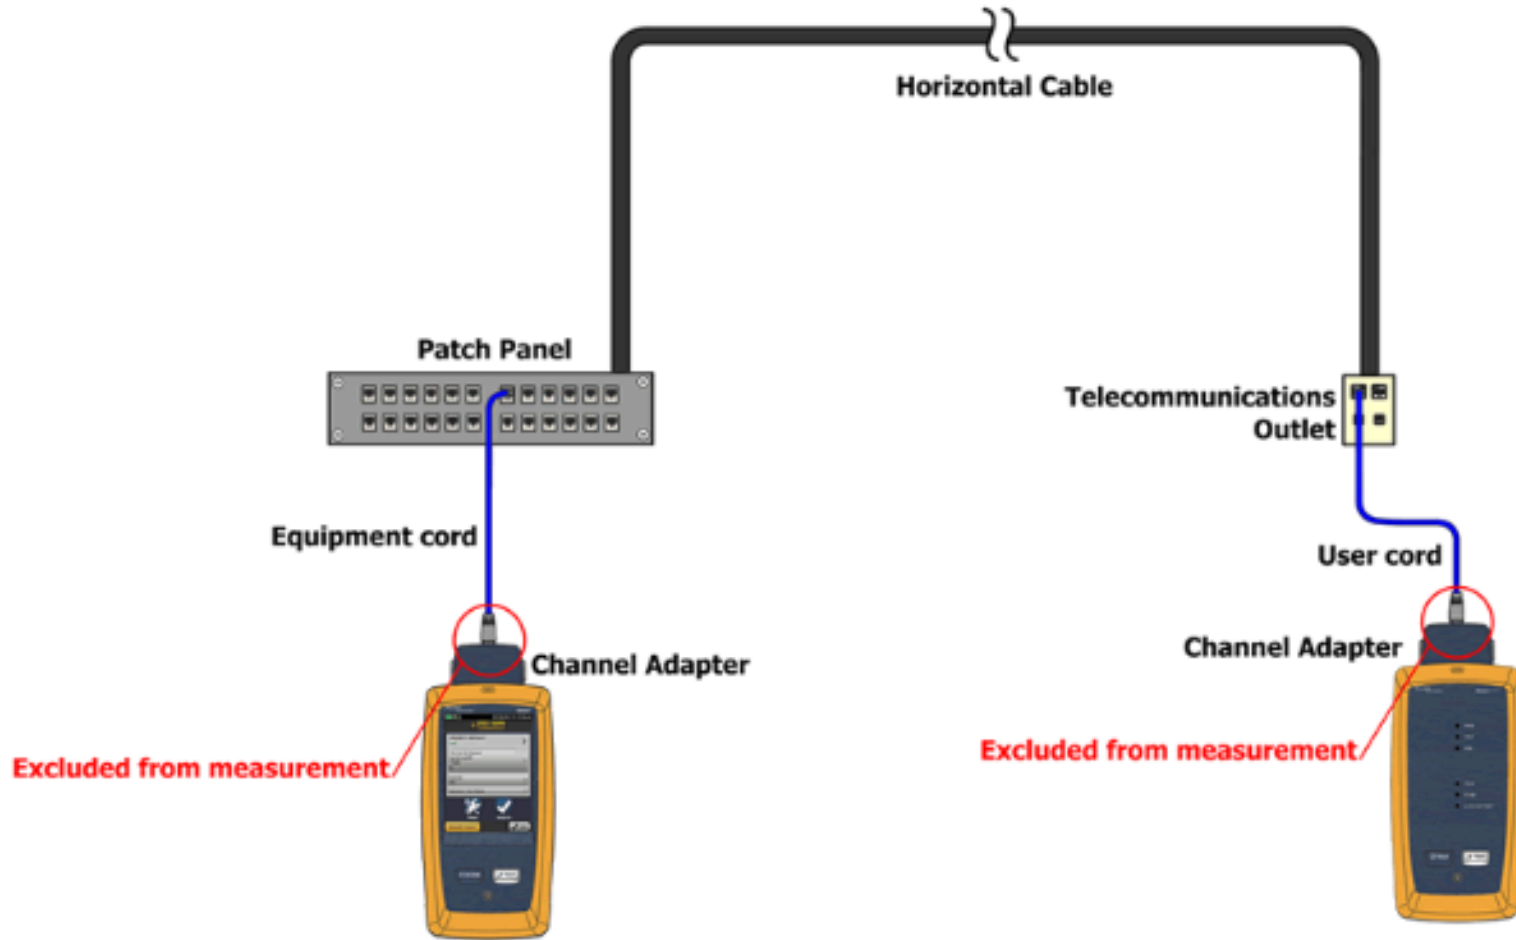 Horizontal Cable
Patch Panel
Telecommunications
Outlet
Equipment cord
User cord
Channel Adapter
Channel Adapter
Excluded from measurement
Excluded from measurement